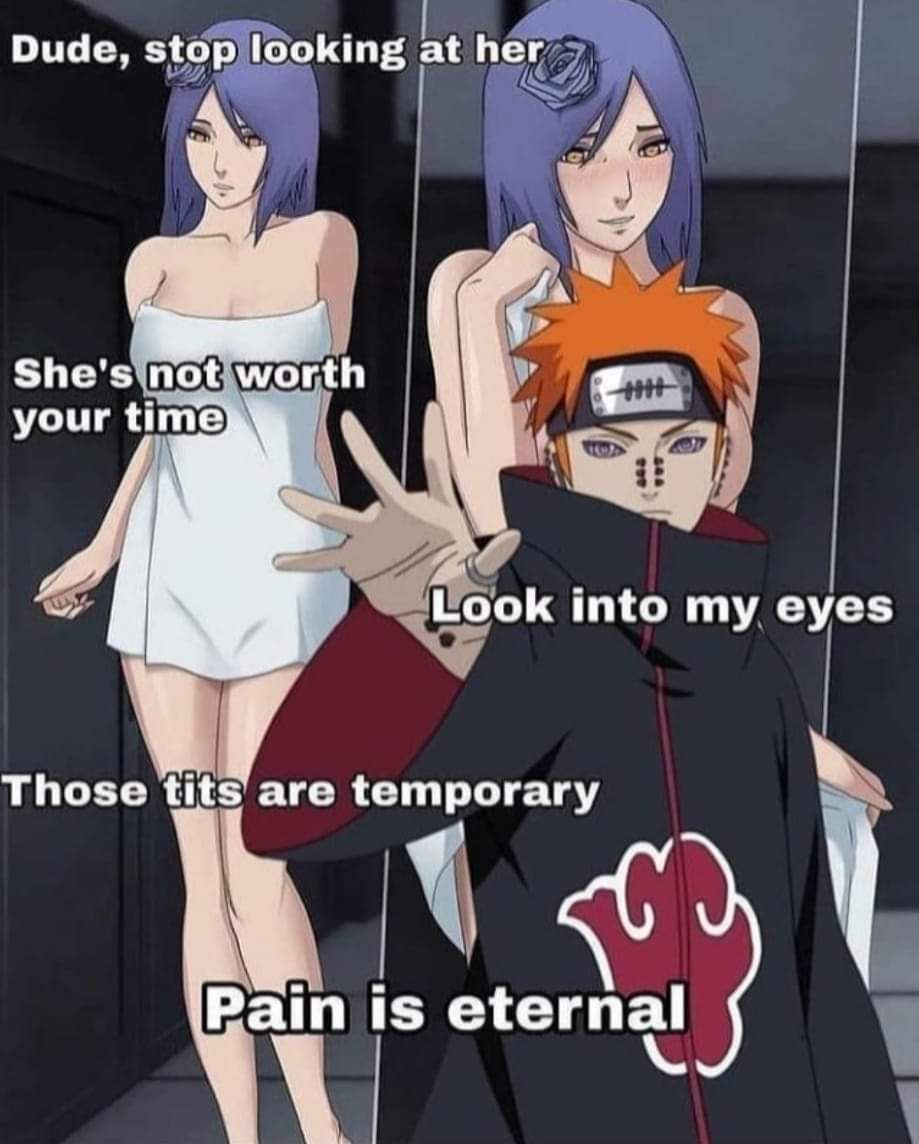 Dude, stop looking at her
She's not worth
your time
Look into my eyes
Those tits are temporary
Pain is eternal